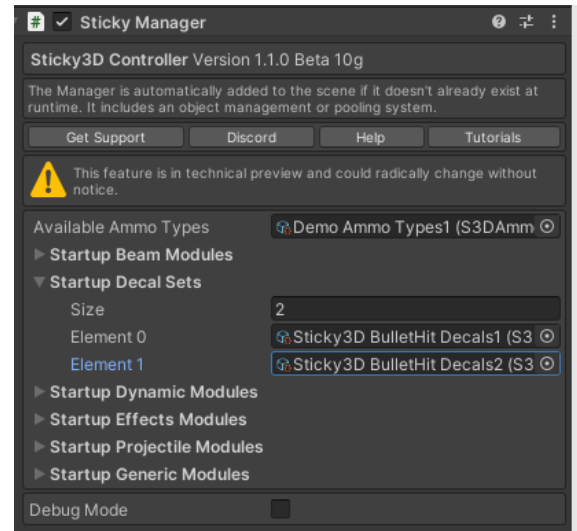 # Sticky Manager
Sticky3D Controller Version 1.1.0 Beta 10g
The Manager is automatically added to the scene if it doesn't already exist at
runtime. It includes an object management or pooling system.
Get Support Discord Help Tutorials
This feature is in technical preview and could radically change without
notice.
Available Ammo Types Demo Ammo Types1 (S3DAmm
Startup Beam Modules
Startup Decal Sets
Size 2
Element 0 Sticky3D BulletHit Decals1 (S3
Element 1 Sticky3D BulletHit Decals2 (S3
Startup Dynamic Modules
Startup Effects Modules
Startup Projectile Modules
Startup Generic Modules
Debug Mode